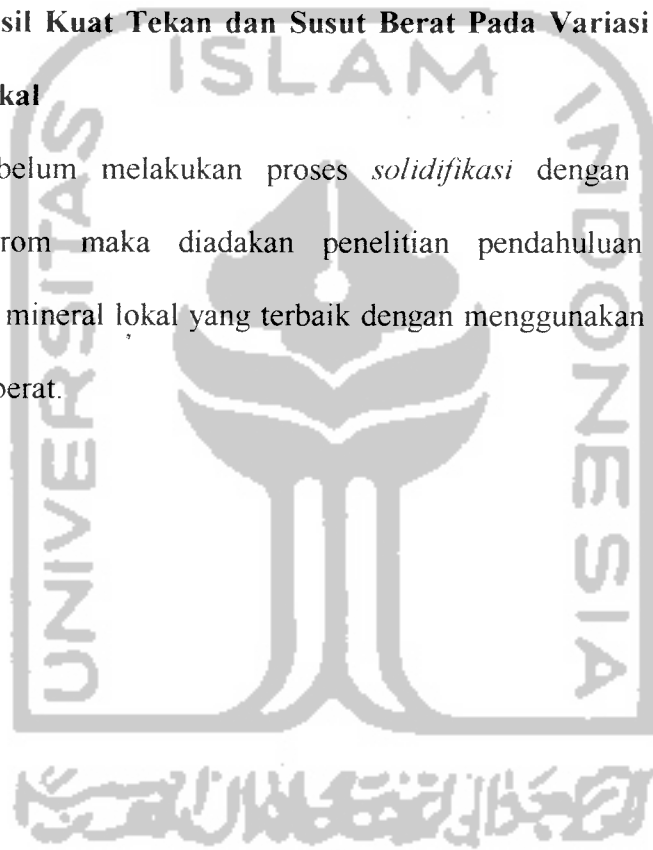 sil Kuat Tekan dan Susut Berat Pada Variasi
kal
belum melakukan proses solidifikasi dengan
rom maka diadakan penelitian pendahuluan
mineral lokal yang terbaik dengan menggunakan
berat.
UNIVERSITAS
ISLAM
INDONESIA